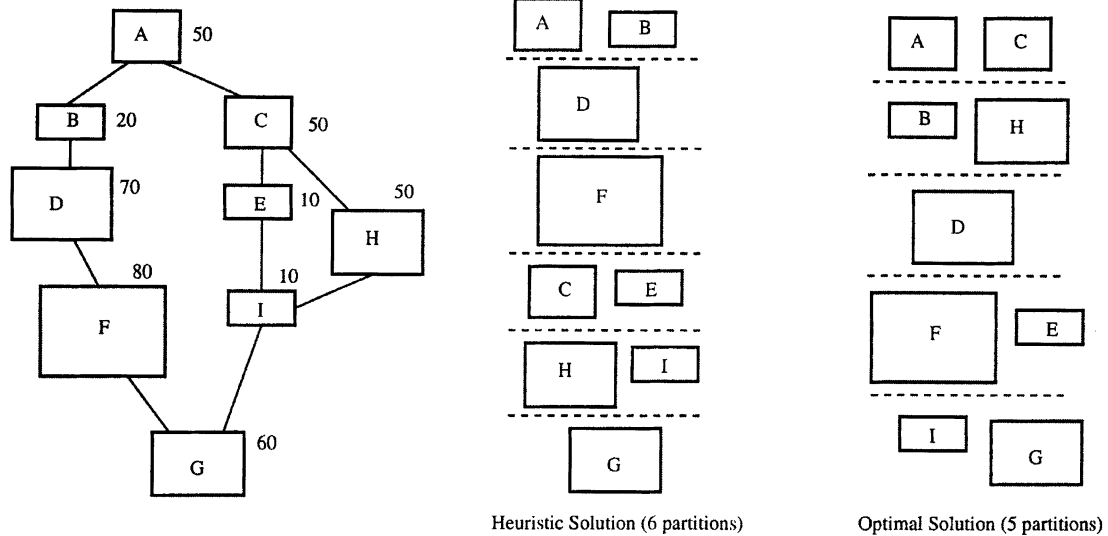 A 50
B 20
C 50
D 70
E 10
H 50
F 80
I 10
G 60
A B
D
F
C E
H I
G
Heuristic Solution (6 partitions)
A C
B H
D
F E
I G
Optimal Solution (5 partitions)